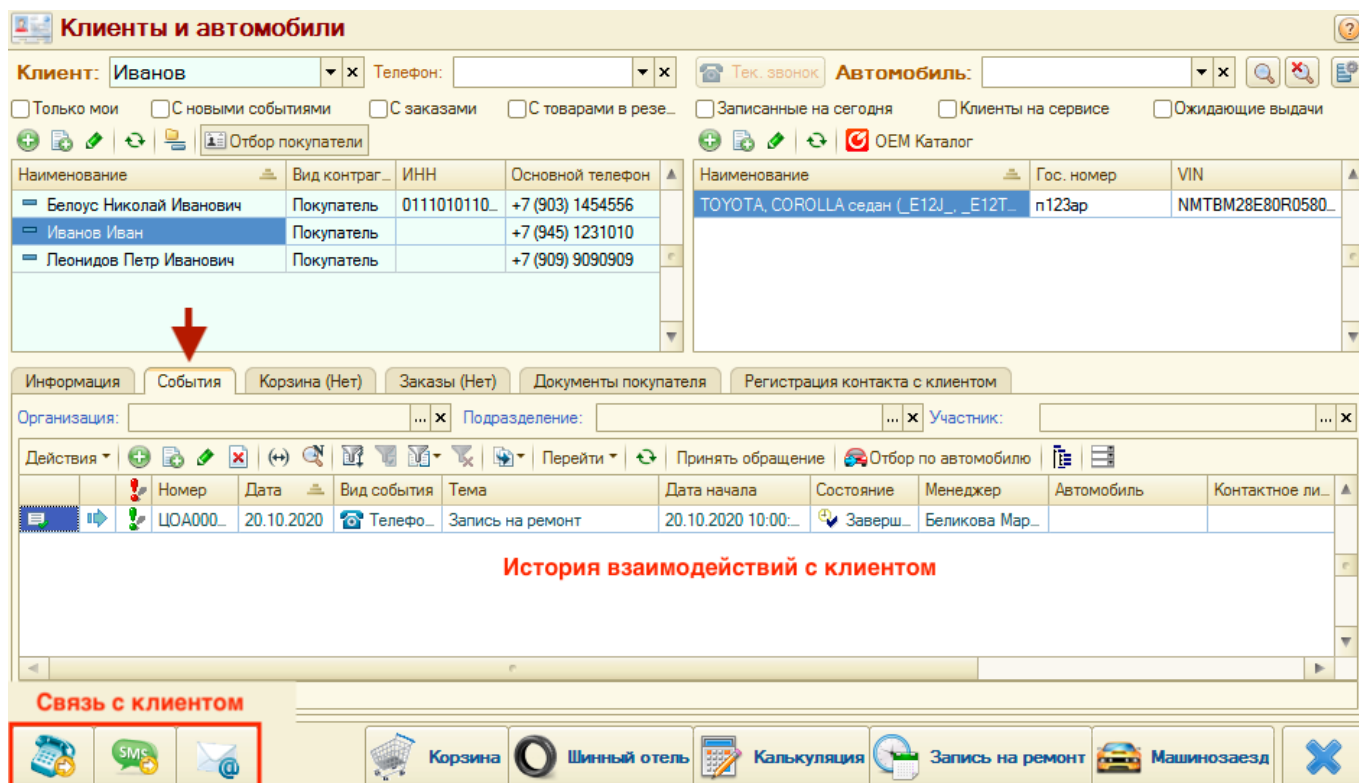 Клиенты и автомобили
Клиент: Иванов Телефон: Тек. звонок Автомобиль:
Только мои С новыми событиями С заказами С товарами в резе... Записанные на сегодня Клиенты на сервисе Ожидающие выдачи
Отбор покупатели OEM Каталог
Наименование Вид контраг... ИНН Основной телефон Наименование Гос. номер VIN
Белоус Николай Иванович Покупатель 0111010110... +7 (903) 1454556 TOYOTA, COROLLA седан (_E12J_, _E12T... п123ар NMTBM28E80R0580...
Иванов Иван Покупатель +7 (945) 1231010
Леонидов Петр Иванович Покупатель +7 (909) 9090909
Информация События Корзина (Нет) Заказы (Нет) Документы покупателя Регистрация контакта с клиентом
Организация: Подразделение: Участник:
Действия Перейти Принять обращение Отбор по автомобилю
Номер Дата Вид события Тема Дата начала Состояние Менеджер Автомобиль Контактное ли...
ЦОА000... 20.10.2020 Телефо... Запись на ремонт 20.10.2020 10:00:... Заверш... Беликова Мар...
История взаимодействий с клиентом
Связь с клиентом
SMS Корзина Шинный отель Калькуляция Запись на ремонт Машинозаезд